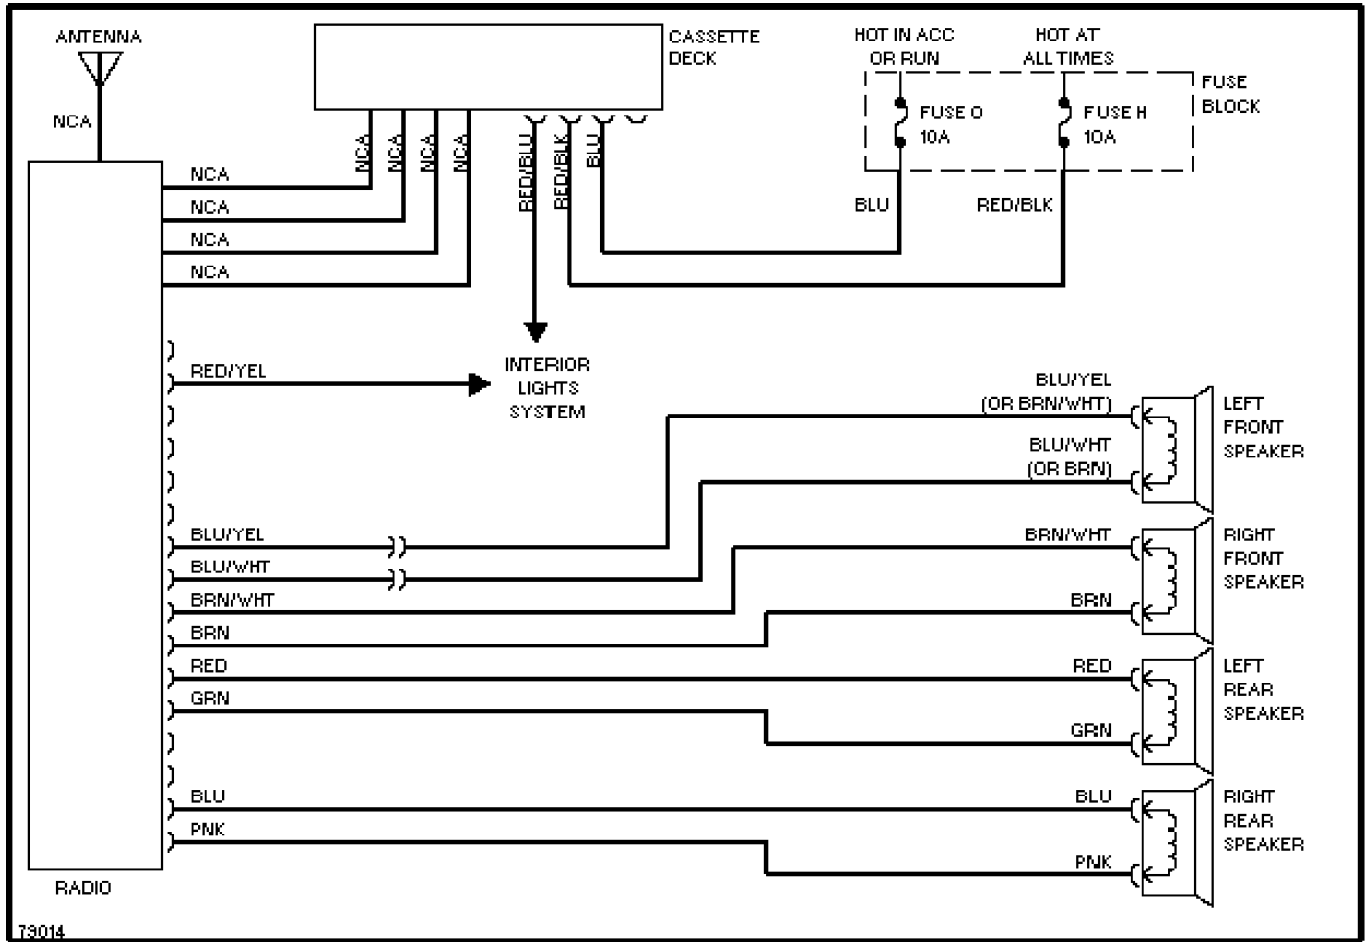 ANTENNA
NCA
CASSETTE
DECK
HOT IN ACC
OR RUN
HOT AT
ALL TIMES
FUSE
BLOCK
FUSE O
10A
FUSE H
10A
NCA
NCA
NCA
NCA
RED/BLU
RED/BLK
BLU
BLU
RED/BLK
NCA
NCA
NCA
NCA
RED/YEL
INTERIOR
LIGHTS
SYSTEM
BLU/YEL
(OR BRN/WHT)
BLU/WHT
(OR BRN)
LEFT
FRONT
SPEAKER
BLU/YEL
BLU/WHT
BRN/WHT
BRN
RED
GRN
BLU
PNK
BRN/WHT
BRN
RIGHT
FRONT
SPEAKER
RED
GRN
LEFT
REAR
SPEAKER
BLU
PNK
RIGHT
REAR
SPEAKER
RADIO
73014